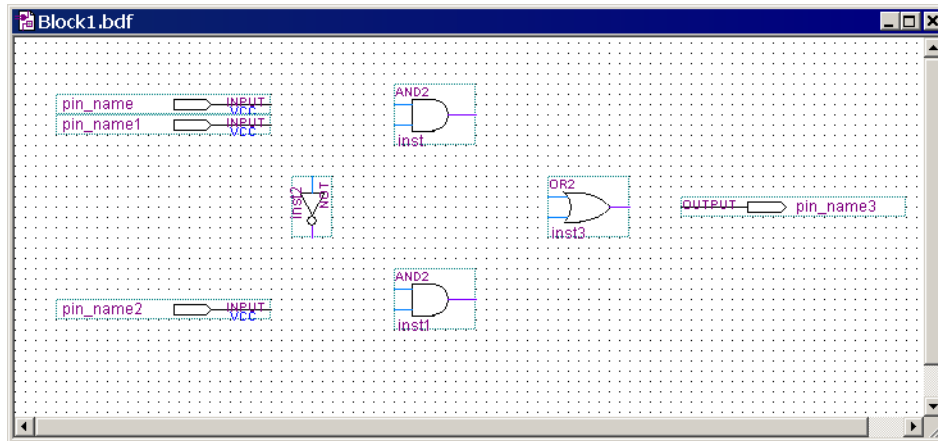 Block1.bdf
pin_name INPUT
VCC
pin_name1 INPUT
VCC
AND2
inst
inst2
NOT
OR2
inst3
OUTPUT pin_name3
AND2
inst1
pin_name2 INPUT
VCC